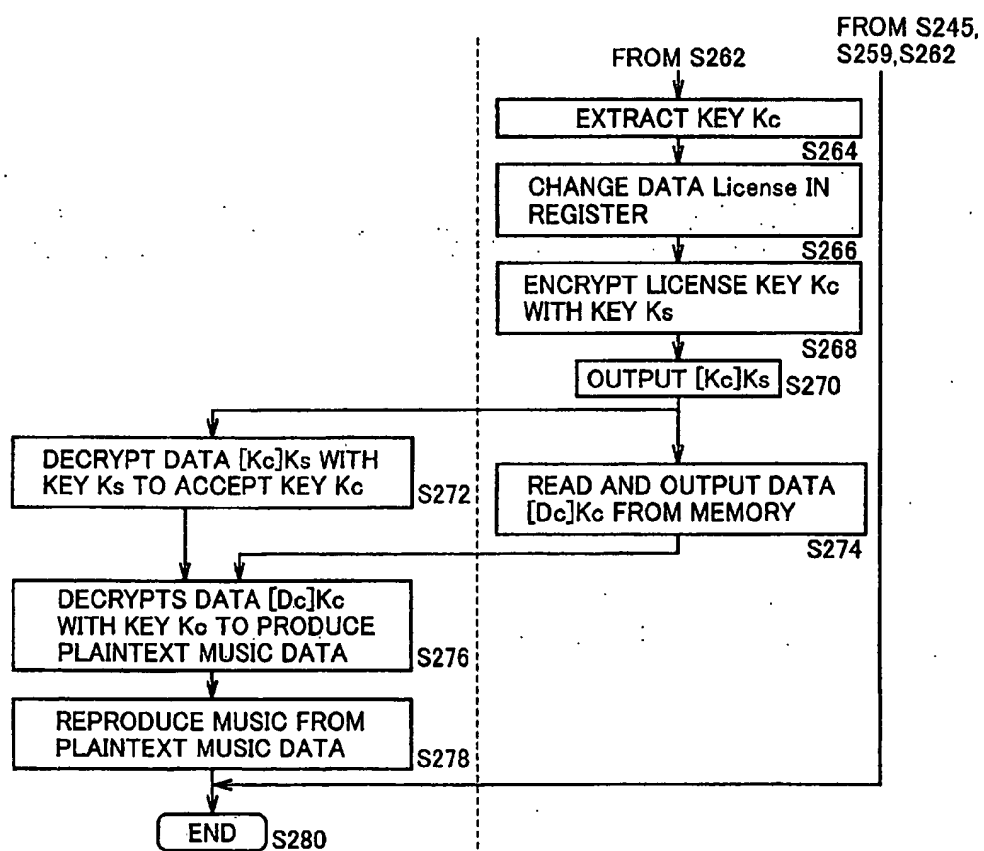 FROM S245,
S259,S262
FROM S262
EXTRACT KEY Kc
S264
CHANGE DATA License IN
REGISTER
S266
ENCRYPT LICENSE KEY Kc
WITH KEY Ks
S268
OUTPUT [Kc]Ks
S270
DECRYPT DATA [Kc]Ks WITH
KEY Ks TO ACCEPT KEY Kc
S272
READ AND OUTPUT DATA
[Dc]Kc FROM MEMORY
S274
DECRYPTS DATA [Dc]Kc
WITH KEY Kc TO PRODUCE
PLAINTEXT MUSIC DATA
S276
REPRODUCE MUSIC FROM
PLAINTEXT MUSIC DATA
S278
END
S280